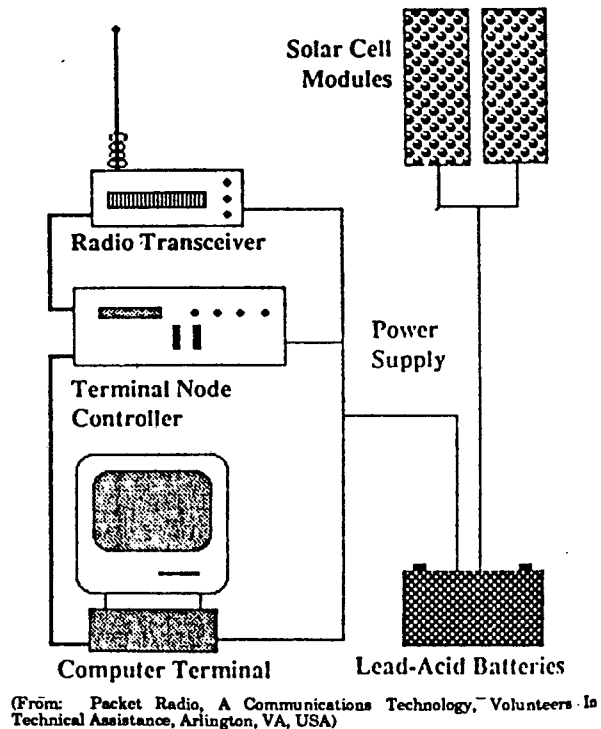 Solar Cell
Modules
Radio Transceiver
Power
Supply
Terminal Node
Controller
Computer Terminal
Lead-Acid Batteries
(From: Packet Radio, A Communications Technology, Volunteers In
Technical Assistance, Arlington, VA, USA)